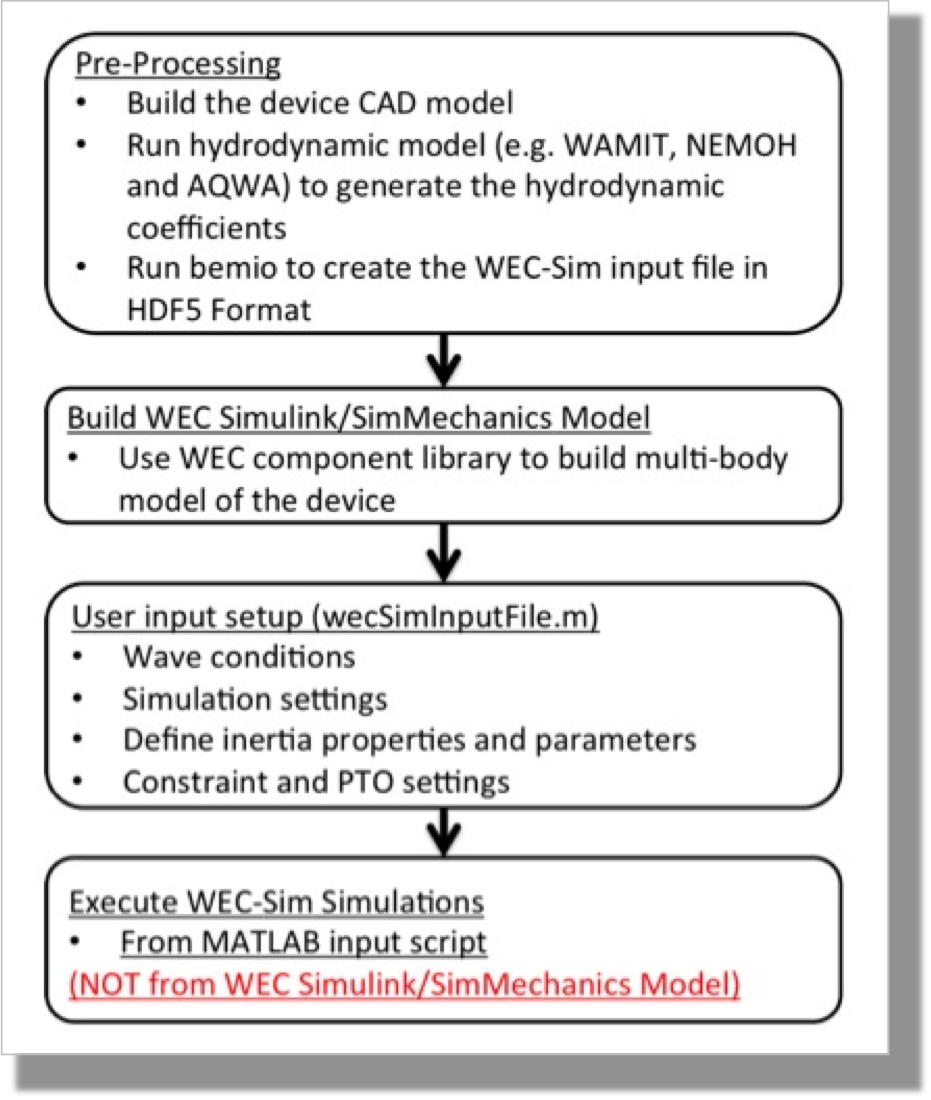 Pre-Processing
• Build the device CAD model
• Run hydrodynamic model (e.g. WAMIT, NEMOH
and AQWA) to generate the hydrodynamic
coefficients
• Run bemio to create the WEC-Sim input file in
HDF5 Format
Build WEC Simulink/SimMechanics Model
• Use WEC component library to build multi-body
model of the device
User input setup (wecSimInputFile.m)
• Wave conditions
• Simulation settings
• Define inertia properties and parameters
• Constraint and PTO settings
Execute WEC-Sim Simulations
• From MATLAB input script
(NOT from WEC Simulink/SimMechanics Model)